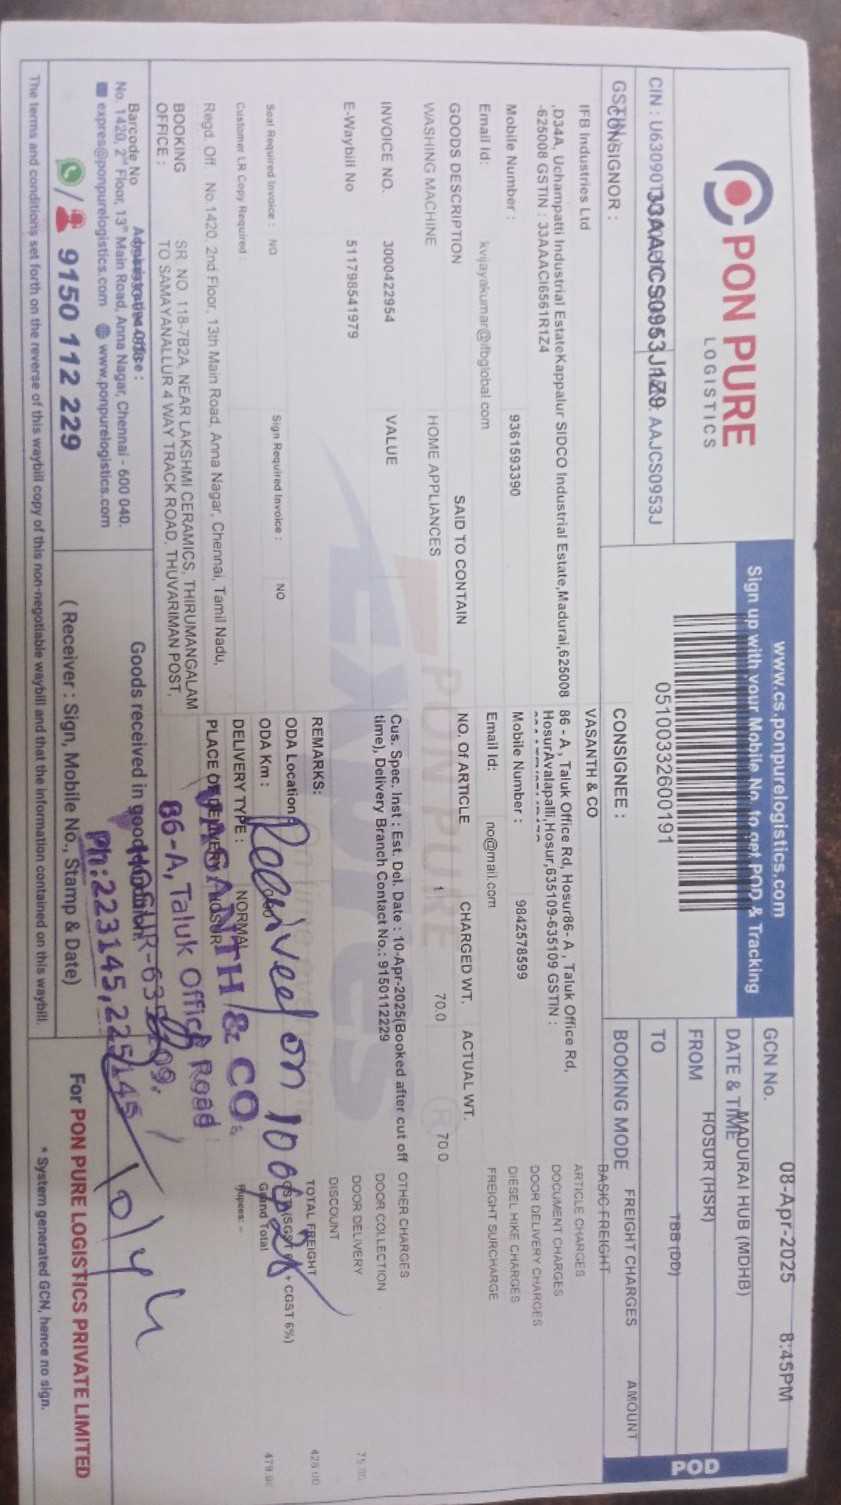 PON PURE
LOGISTICS
www.cs.ponpurelogistics.com
Sign up with your Mobile No. to get POD & Tracking
05100332600191
GCN No.
DATE & TIME
08-Apr-2025 8:45PM
FROM
MADURAI HUB (MDHB)
TO
HOSUR (HSR)
BOOKING MODE
TBB (DD)
POD
CIN :
AAJCS0953J
GSTIN
33AAJCS0953J1Z9
CONSIGNOR :
IFB Industries Ltd
,D34A, Uchampatti Industrial EstateKappalur SIDCO Industrial Estate,Madurai,625008
-625008 GSTIN : 33AAACI6561R1Z4
Mobile Number : 9361593390
Email Id: kvijayakumar@ifbglobal.com
CONSIGNEE :
VASANTH & CO
86 - A, Taluk Office Rd, Hosur86- A , Taluk Office Rd,
HosurAvalapalli,Hosur,635109-635109 GSTIN :
Mobile Number : 9842578599
Email Id: no@mail.com
GOODS DESCRIPTION SAID TO CONTAIN NO. Of ARTICLE CHARGED WT. ACTUAL WT.
WASHING MACHINE HOME APPLIANCES 1 70.0 70.0
INVOICE NO. 3000422954 VALUE
E-Waybill No 511798541979
Cus. Spec. Inst : Est. Del. Date : 10-Apr-2025(Booked after cut off
time), Delivery Branch Contact No.: 9150112229
Seal Required Invoice : NO Sign Required Invoice : NO
Customer LR Copy Required :
REMARKS:
ODA Location :
ODA Km :
DELIVERY TYPE : NORMAL
PLACE OF DELIVERY : HOSUR
FREIGHT CHARGES AMOUNT
BASIC FREIGHT
ARTICLE CHARGES
DOCUMENT CHARGES
DOOR DELIVERY CHARGES
DIESEL HIKE CHARGES
FREIGHT SURCHARGE
OTHER CHARGES
DOOR COLLECTION
DOOR DELIVERY
DISCOUNT
TOTAL FREIGHT
+ CGST 6%)
Grand Total
Rupees: -
Regd. Off : No.1420, 2nd Floor, 13th Main Road, Anna Nagar, Chennai, Tamil Nadu,
BOOKING OFFICE : SR. NO. 118-7B2A, NEAR LAKSHMI CERAMICS, THIRUMANGALAM
TO SAMAYANALLUR 4 WAY TRACK ROAD, THUVARIMAN POST,
Received on
VASANTH & CO.
86-A, Taluk Office Road
Ph:223145,225145
Barcode No
Administrative Office :
No. 1420, 2nd Floor, 13th Main Road, Anna Nagar, Chennai - 600 040.
expres@ponpurelogistics.com www.ponpurelogistics.com
9150 112 229
Goods received in good condition.
( Receiver : Sign, Mobile No., Stamp & Date)
For PON PURE LOGISTICS PRIVATE LIMITED
* System generated GCN, hence no sign.
The terms and conditions set forth on the reverse of this waybill copy of this non-negotiable waybill and that the information contained on this waybill.